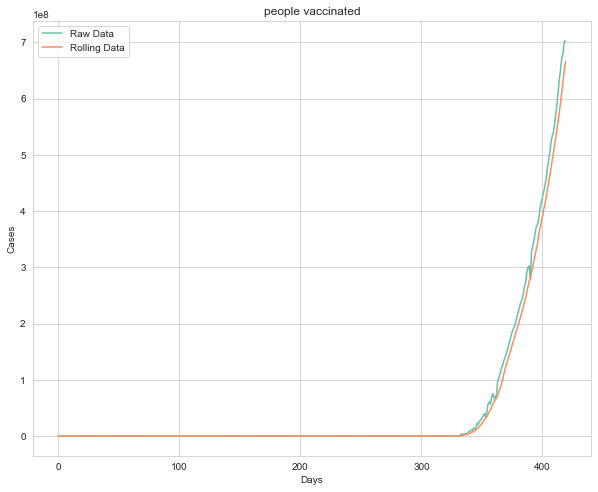 people vaccinated
1e8
Raw Data
Rolling Data
7
6
5
4
3
2
1
0
Cases
0 100 200 300 400
Days